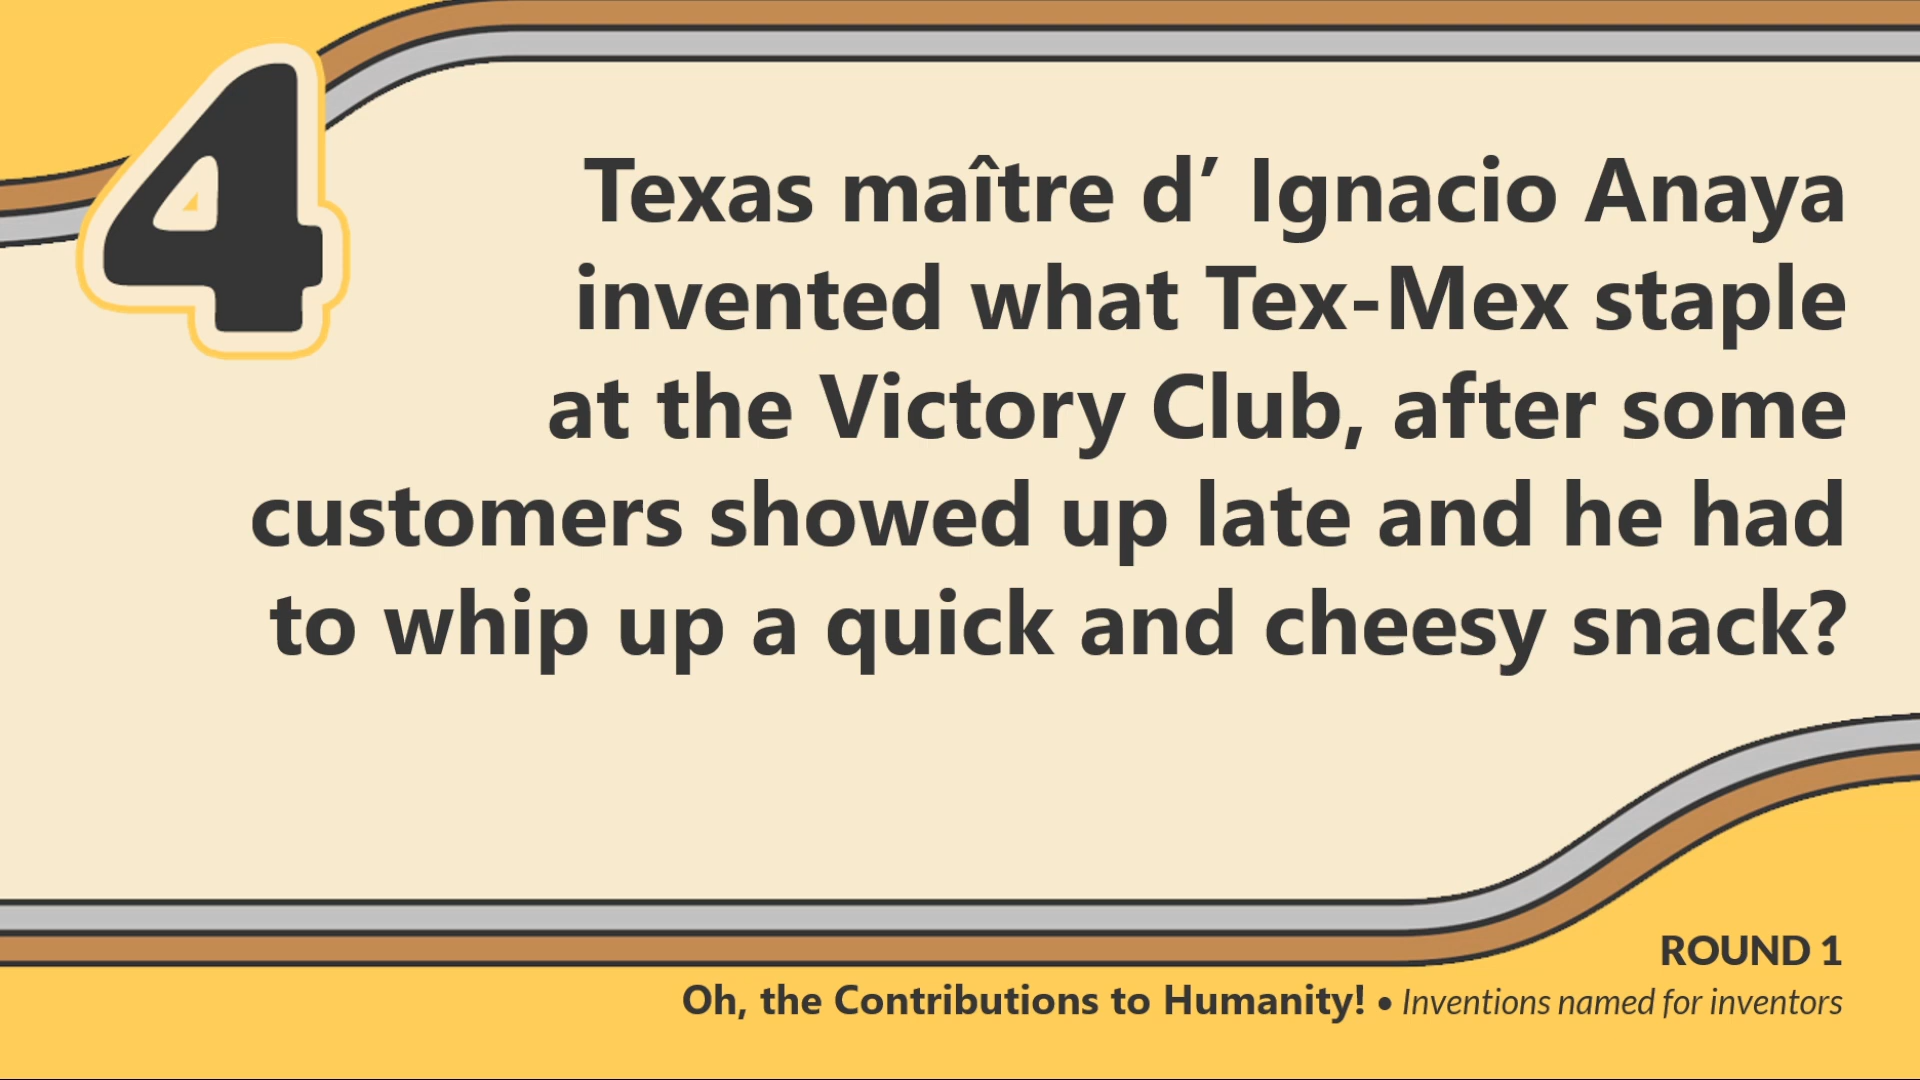 4
Texas maître d’ Ignacio Anaya
invented what Tex-Mex staple
at the Victory Club, after some
customers showed up late and he had
to whip up a quick and cheesy snack?
ROUND 1
Oh, the Contributions to Humanity! • Inventions named for inventors